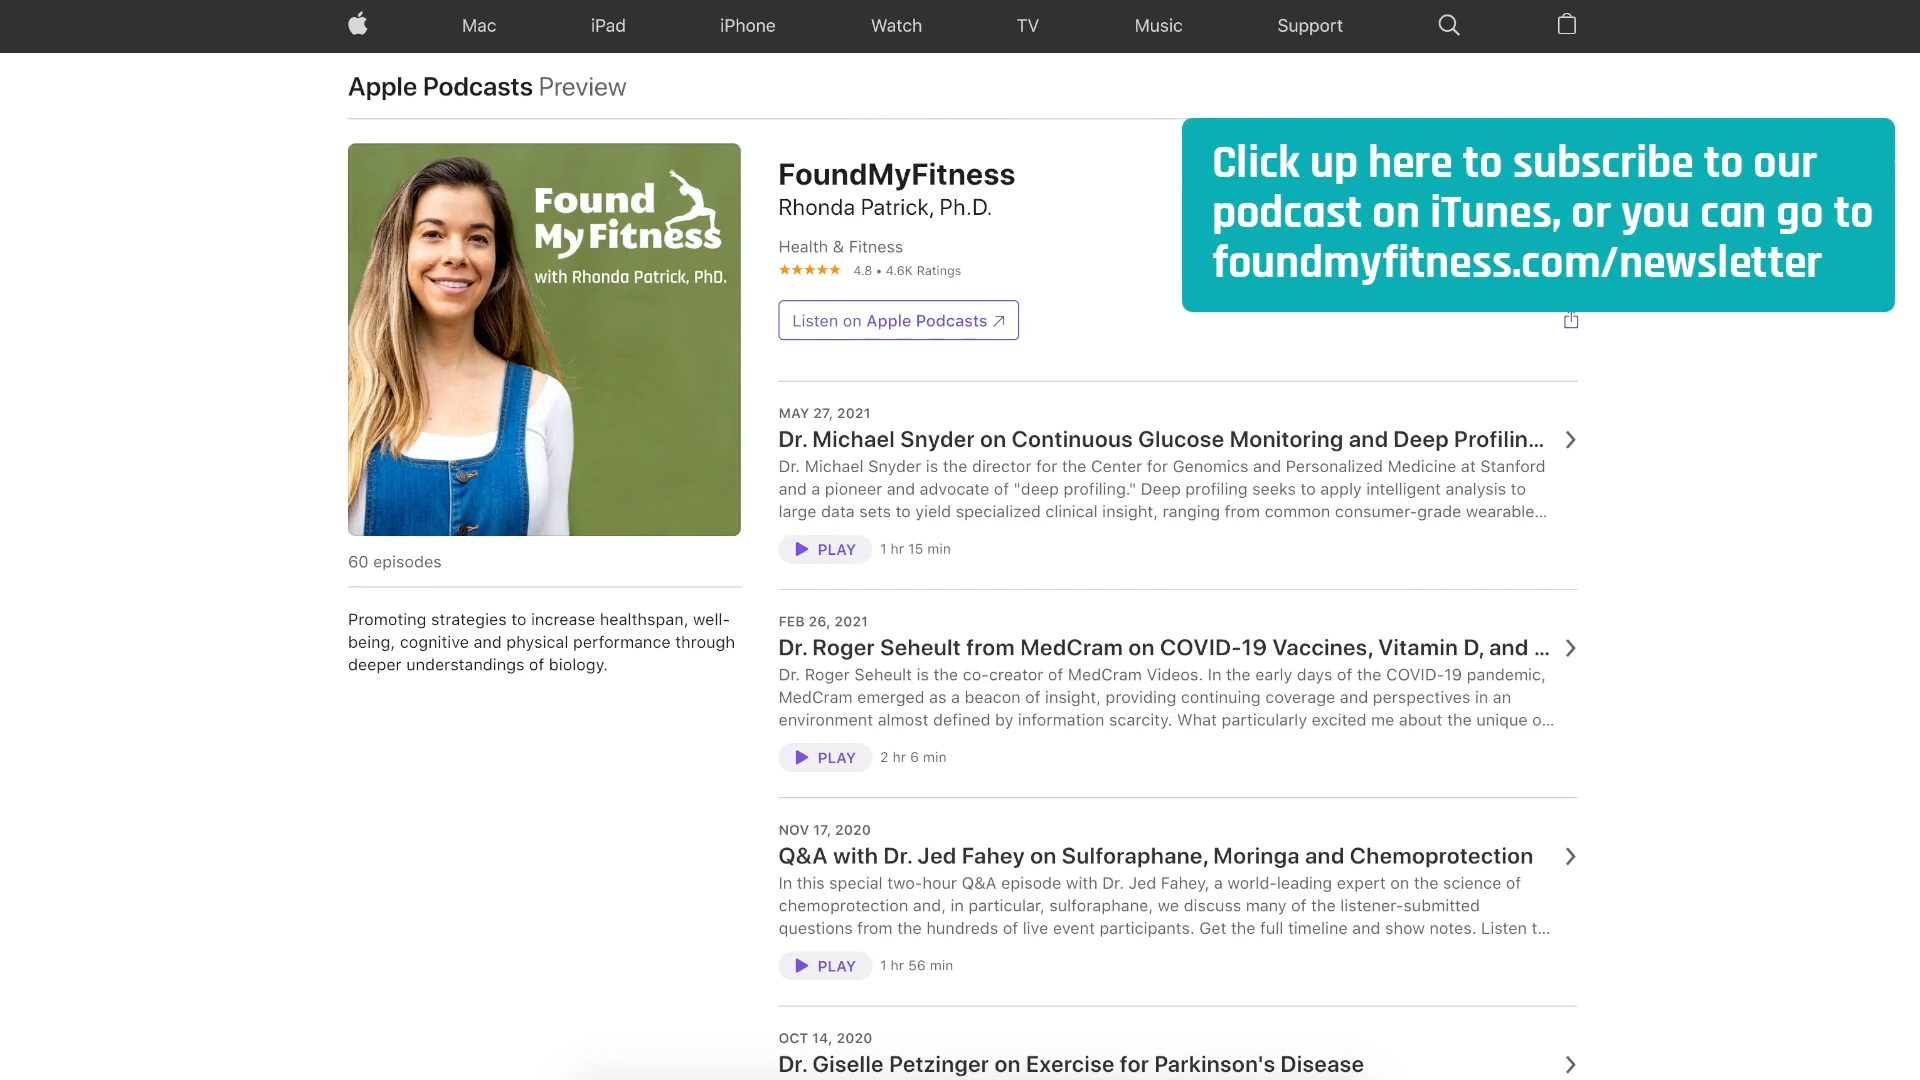 Mac
iPad
iPhone
Watch
TV
Music
Support
Apple Podcasts Preview
Found
My Fitness
with Rhonda Patrick, PhD.
60 episodes
Promoting strategies to increase healthspan, well-
being, cognitive and physical performance through
deeper understandings of biology.
FoundMyFitness
Rhonda Patrick, Ph.D.
Health & Fitness
★★★★★ 4.8 • 4.6K Ratings
Listen on Apple Podcasts ↗
Click up here to subscribe to our
podcast on iTunes, or you can go to
foundmyfitness.com/newsletter
MAY 27, 2021
Dr. Michael Snyder on Continuous Glucose Monitoring and Deep Profilin...
Dr. Michael Snyder is the director for the Center for Genomics and Personalized Medicine at Stanford
and a pioneer and advocate of "deep profiling." Deep profiling seeks to apply intelligent analysis to
large data sets to yield specialized clinical insight, ranging from common consumer-grade wearable...
PLAY 1 hr 15 min
FEB 26, 2021
Dr. Roger Seheult from MedCram on COVID-19 Vaccines, Vitamin D, and ...
Dr. Roger Seheult is the co-creator of MedCram Videos. In the early days of the COVID-19 pandemic,
MedCram emerged as a beacon of insight, providing continuing coverage and perspectives in an
environment almost defined by information scarcity. What particularly excited me about the unique o...
PLAY 2 hr 6 min
NOV 17, 2020
Q&A with Dr. Jed Fahey on Sulforaphane, Moringa and Chemoprotection
In this special two-hour Q&A episode with Dr. Jed Fahey, a world-leading expert on the science of
chemoprotection and, in particular, sulforaphane, we discuss many of the listener-submitted
questions from the hundreds of live event participants. Get the full timeline and show notes. Listen t...
PLAY 1 hr 56 min
OCT 14, 2020
Dr. Giselle Petzinger on Exercise for Parkinson's Disease